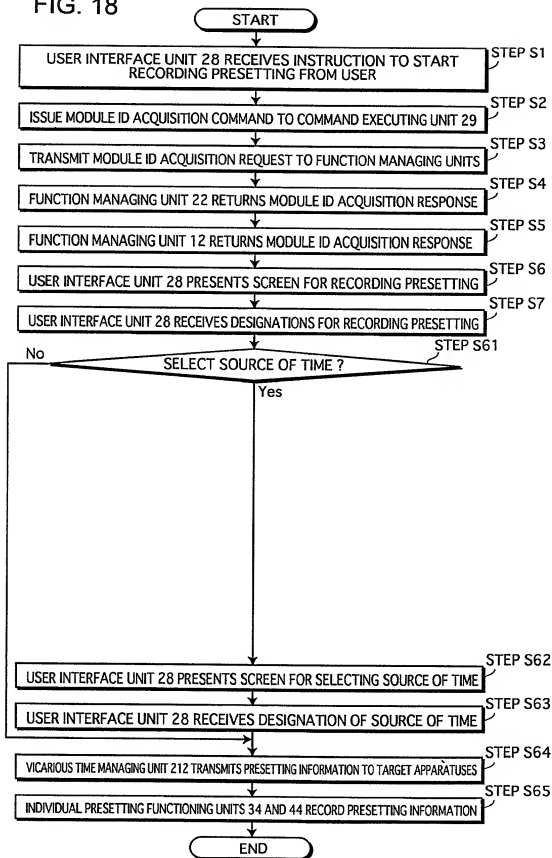 FIG. 18
START
STEP S1
USER INTERFACE UNIT 28 RECEIVES INSTRUCTION TO START
RECORDING PRESETTING FROM USER
STEP S2
ISSUE MODULE ID ACQUISITION COMMAND TO COMMAND EXECUTING UNIT 29
STEP S3
TRANSMIT MODULE ID ACQUISITION REQUEST TO FUNCTION MANAGING UNITS
STEP S4
FUNCTION MANAGING UNIT 22 RETURNS MODULE ID ACQUISITION RESPONSE
STEP S5
FUNCTION MANAGING UNIT 12 RETURNS MODULE ID ACQUISITION RESPONSE
STEP S6
USER INTERFACE UNIT 28 PRESENTS SCREEN FOR RECORDING PRESETTING
STEP S7
USER INTERFACE UNIT 28 RECEIVES DESIGNATIONS FOR RECORDING PRESETTING
STEP S61
No
SELECT SOURCE OF TIME ?
Yes
STEP S62
USER INTERFACE UNIT 28 PRESENTS SCREEN FOR SELECTING SOURCE OF TIME
STEP S63
USER INTERFACE UNIT 28 RECEIVES DESIGNATION OF SOURCE OF TIME
STEP S64
VICARIOUS TIME MANAGING UNIT 212 TRANSMITS PRESETTING INFORMATION TO TARGET APPARATUSES
STEP S65
INDIVIDUAL PRESETTING FUNCTIONING UNITS 34 AND 44 RECORD PRESETTING INFORMATION
END